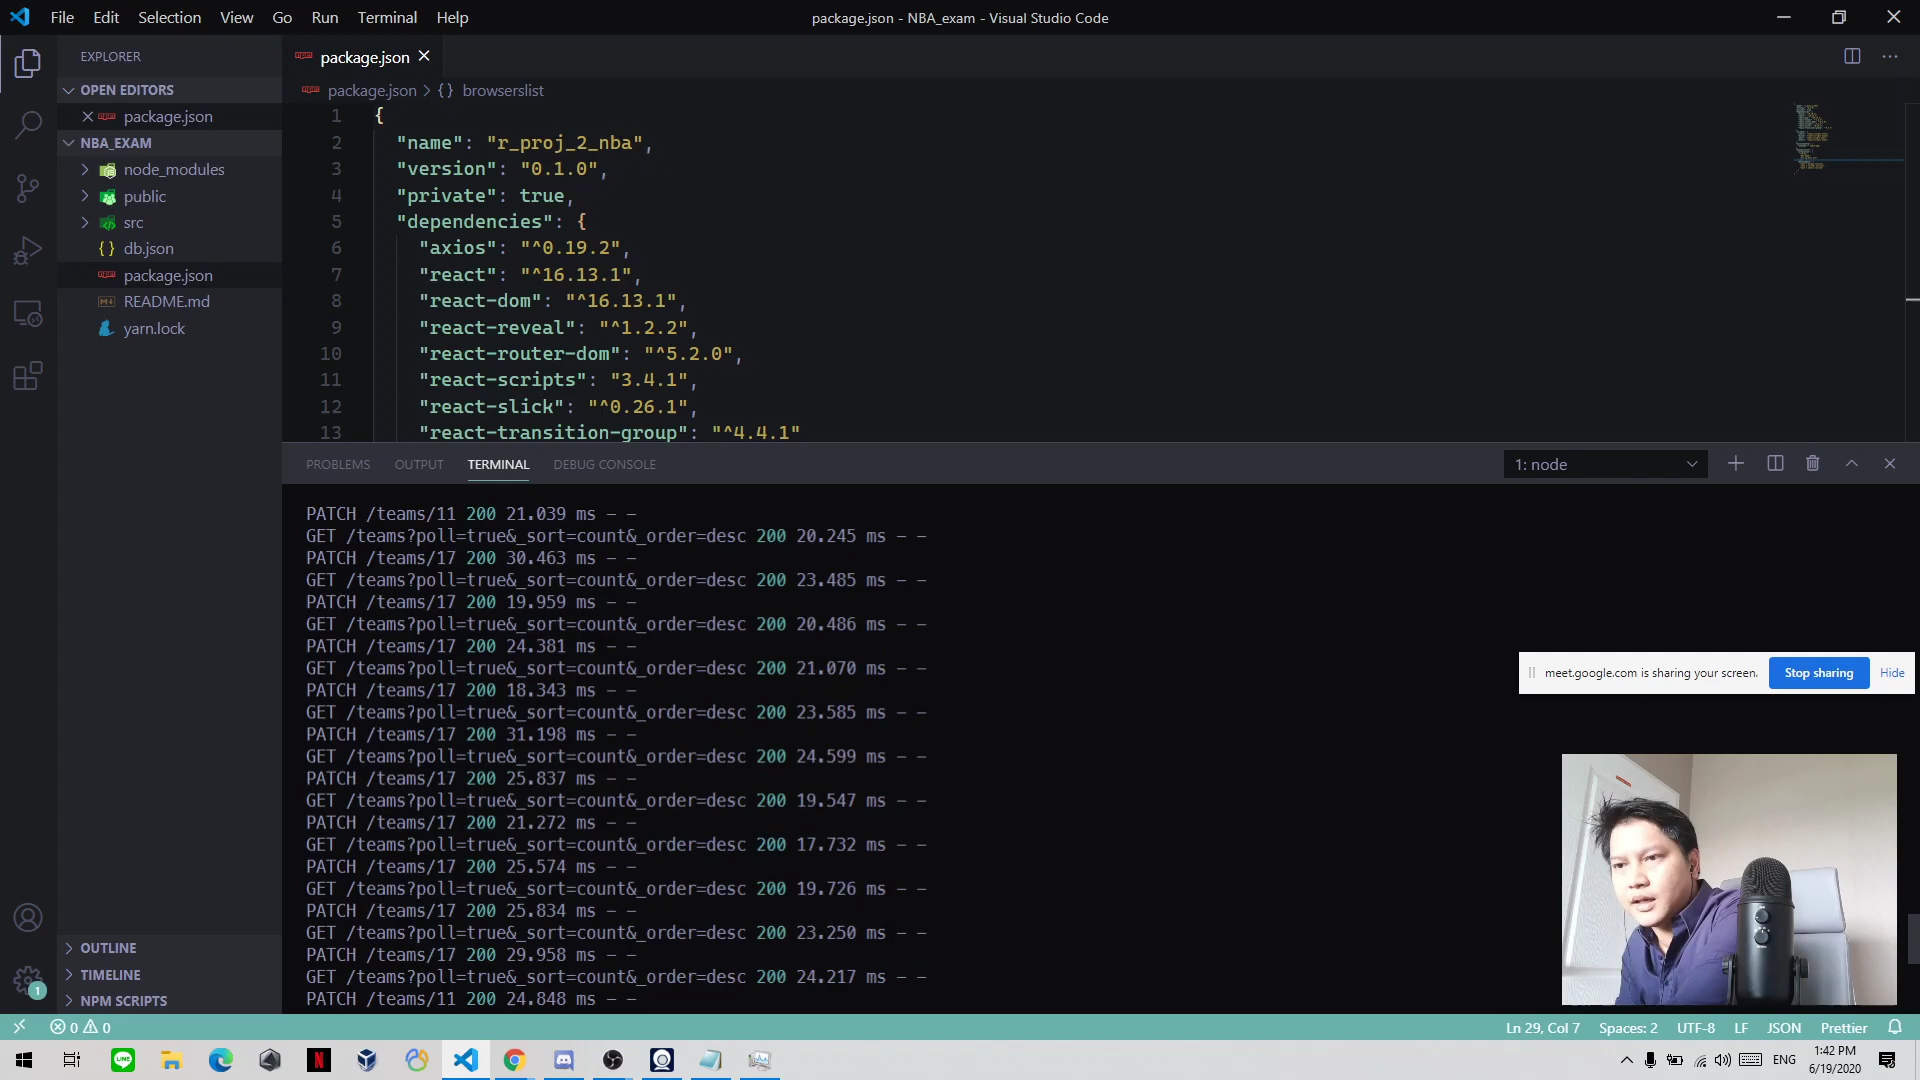 File Edit Selection View Go Run Terminal Help
package.json - NBA_exam - Visual Studio Code
EXPLORER
OPEN EDITORS
package.json
NBA_EXAM
node_modules
public
src
db.json
package.json
README.md
yarn.lock
OUTLINE
TIMELINE
NPM SCRIPTS
1
package.json
package.json > {} browserslist
1 {
2 "name": "r_proj_2_nba",
3 "version": "0.1.0",
4 "private": true,
5 "dependencies": {
6 "axios": "^0.19.2",
7 "react": "^16.13.1",
8 "react-dom": "^16.13.1",
9 "react-reveal": "^1.2.2",
10 "react-router-dom": "^5.2.0",
11 "react-scripts": "3.4.1",
12 "react-slick": "^0.26.1",
13 "react-transition-group": "^4.4.1"
PROBLEMS OUTPUT TERMINAL DEBUG CONSOLE
1: node
PATCH /teams/11 200 21.039 ms - -
GET /teams?poll=true&_sort=count&_order=desc 200 20.245 ms - -
PATCH /teams/17 200 30.463 ms - -
GET /teams?poll=true&_sort=count&_order=desc 200 23.485 ms - -
PATCH /teams/17 200 19.959 ms - -
GET /teams?poll=true&_sort=count&_order=desc 200 20.486 ms - -
PATCH /teams/17 200 24.381 ms - -
GET /teams?poll=true&_sort=count&_order=desc 200 21.070 ms - -
PATCH /teams/17 200 18.343 ms - -
GET /teams?poll=true&_sort=count&_order=desc 200 23.585 ms - -
PATCH /teams/17 200 31.198 ms - -
GET /teams?poll=true&_sort=count&_order=desc 200 24.599 ms - -
PATCH /teams/17 200 25.837 ms - -
GET /teams?poll=true&_sort=count&_order=desc 200 19.547 ms - -
PATCH /teams/17 200 21.272 ms - -
GET /teams?poll=true&_sort=count&_order=desc 200 17.732 ms - -
PATCH /teams/17 200 25.574 ms - -
GET /teams?poll=true&_sort=count&_order=desc 200 19.726 ms - -
PATCH /teams/17 200 25.834 ms - -
GET /teams?poll=true&_sort=count&_order=desc 200 23.250 ms - -
PATCH /teams/17 200 29.958 ms - -
GET /teams?poll=true&_sort=count&_order=desc 200 24.217 ms - -
PATCH /teams/11 200 24.848 ms - -
meet.google.com is sharing your screen. Stop sharing Hide
0 0
Ln 29, Col 7 Spaces: 2 UTF-8 LF JSON Prettier
LINE
N
ENG
1:42 PM
6/19/2020